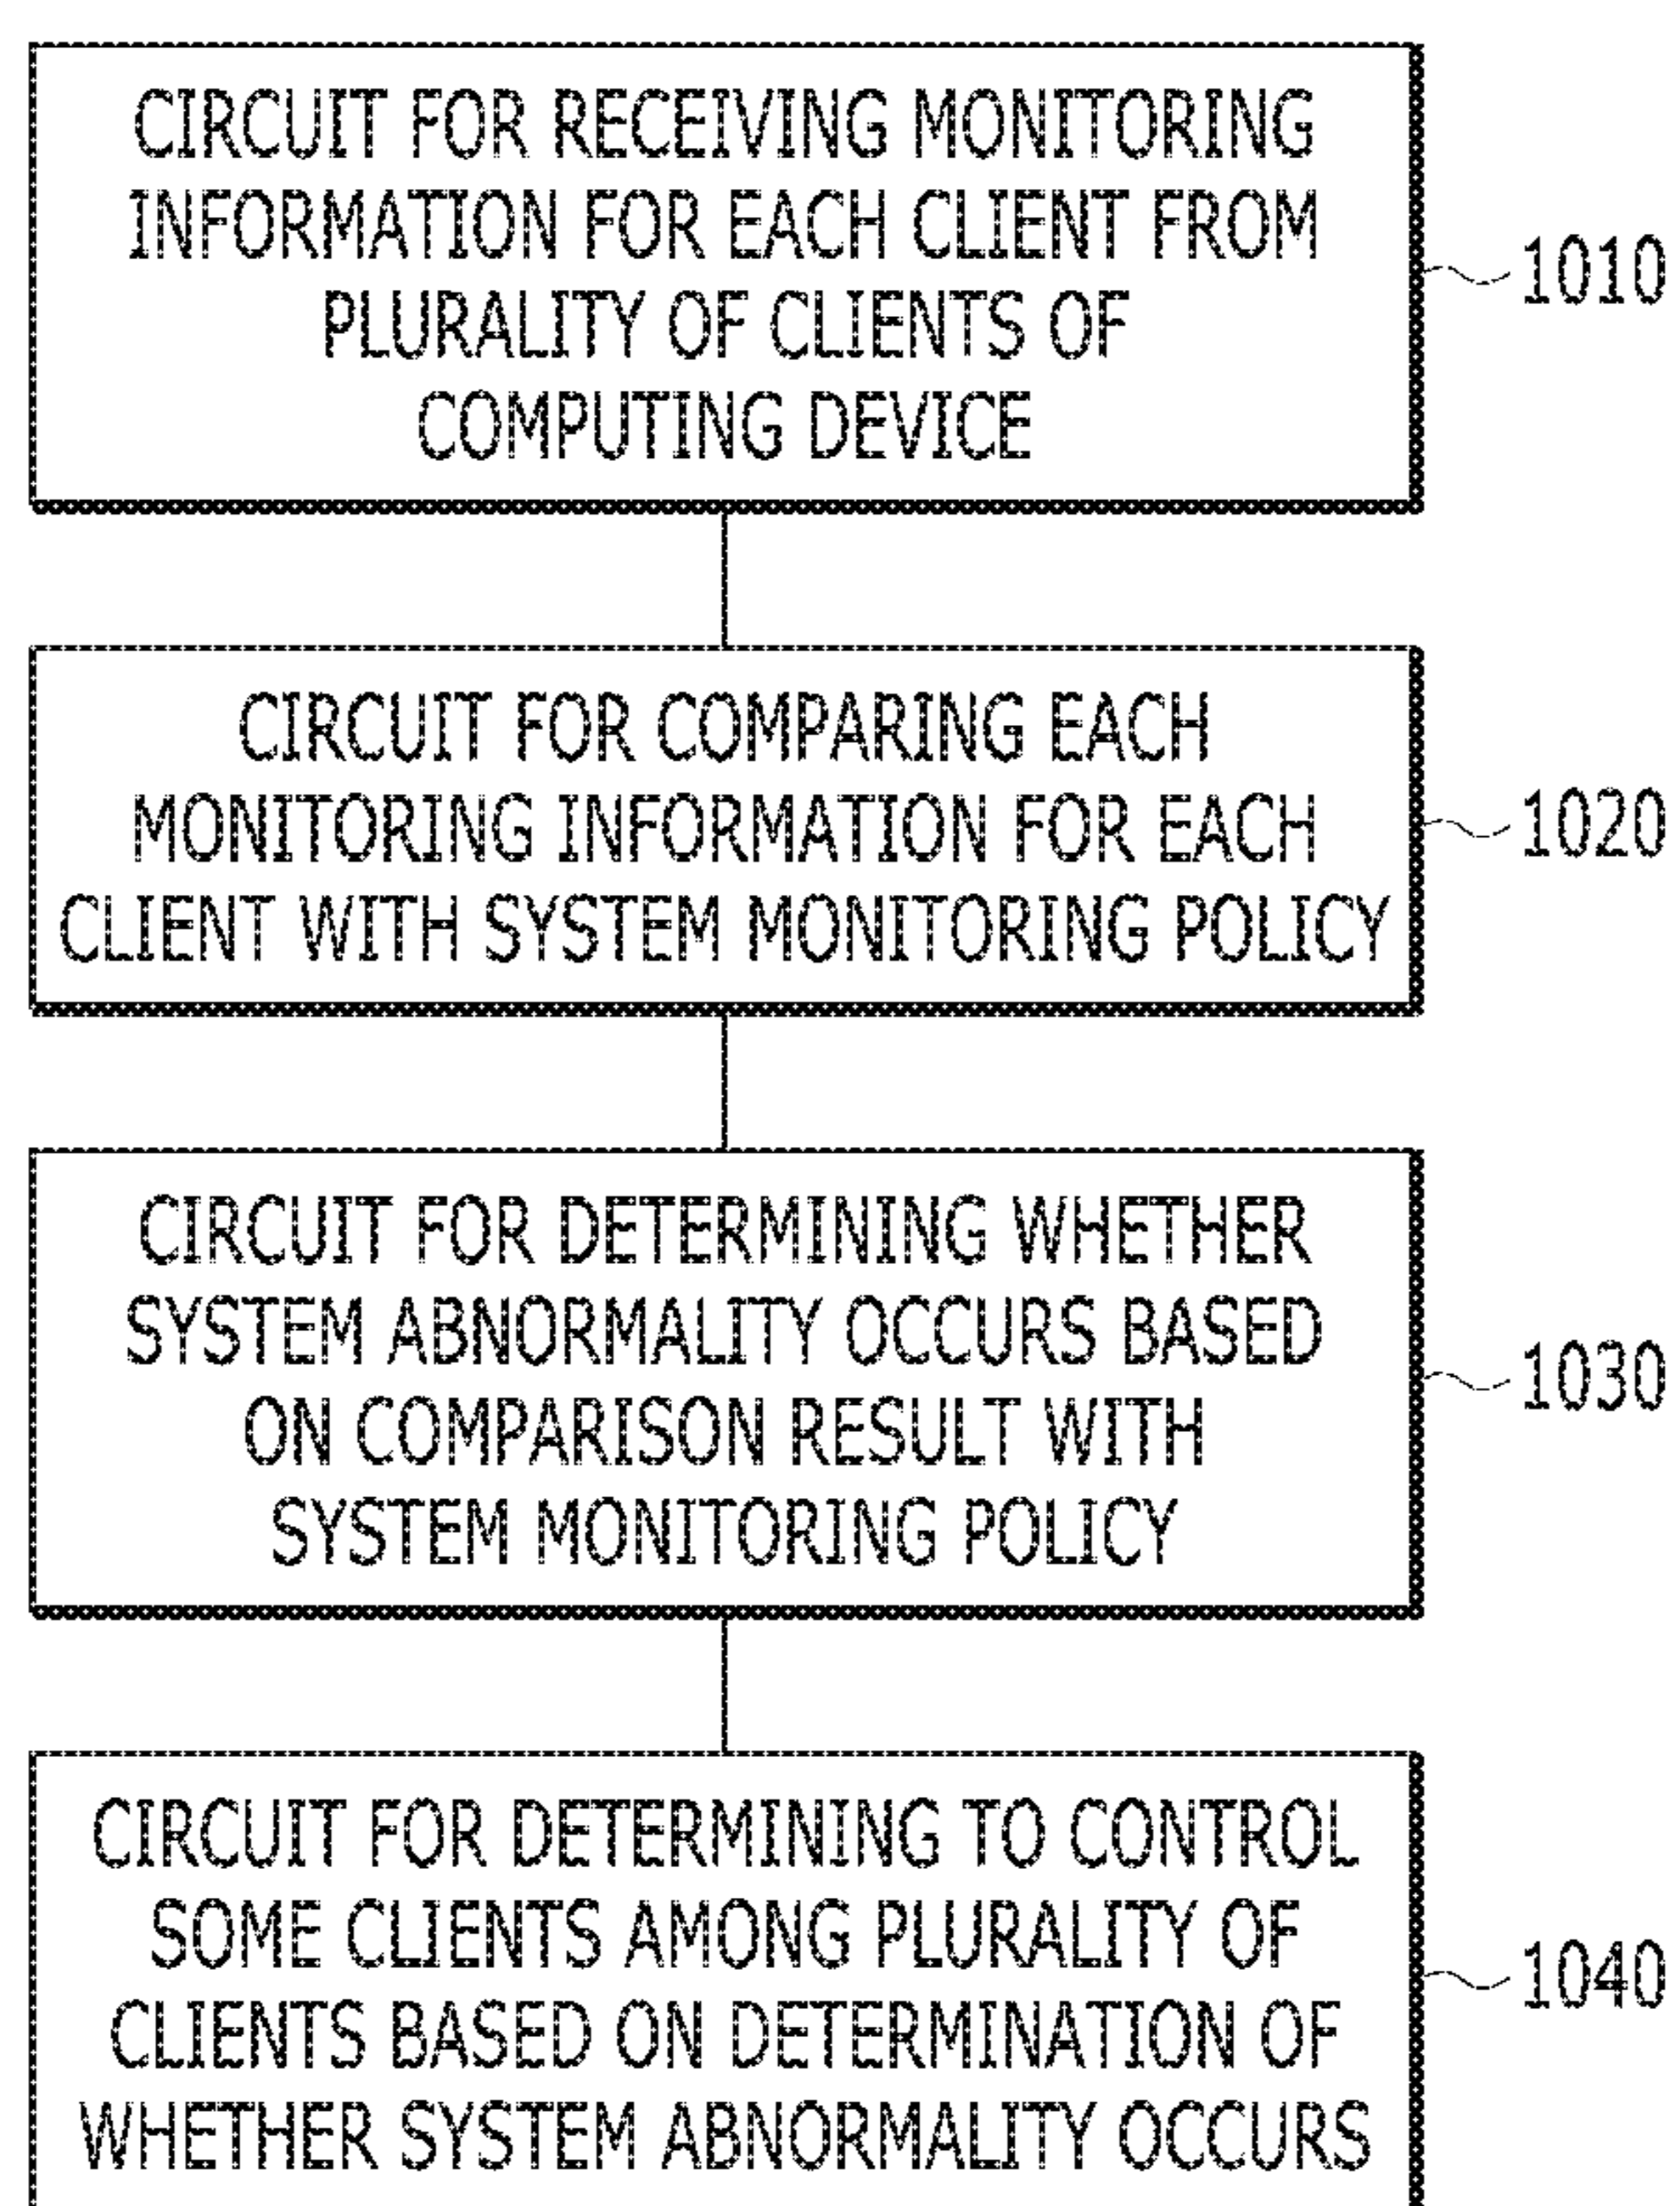 CIRCUIT FOR RECEIVING MONITORING
INFORMATION FOR EACH CLIENT FROM
PLURALITY OF CLIENTS OF
COMPUTING DEVICE
1010
CIRCUIT FOR COMPARING EACH
MONITORING INFORMATION FOR EACH
CLIENT WITH SYSTEM MONITORING POLICY
1020
CIRCUIT FOR DETERMINING WHETHER
SYSTEM ABNORMALITY OCCURS BASED
ON COMPARISON RESULT WITH
SYSTEM MONITORING POLICY
1030
CIRCUIT FOR DETERMINING TO CONTROL
SOME CLIENTS AMONG PLURALITY OF
CLIENTS BASED ON DETERMINATION OF
WHETHER SYSTEM ABNORMALITY OCCURS
1040